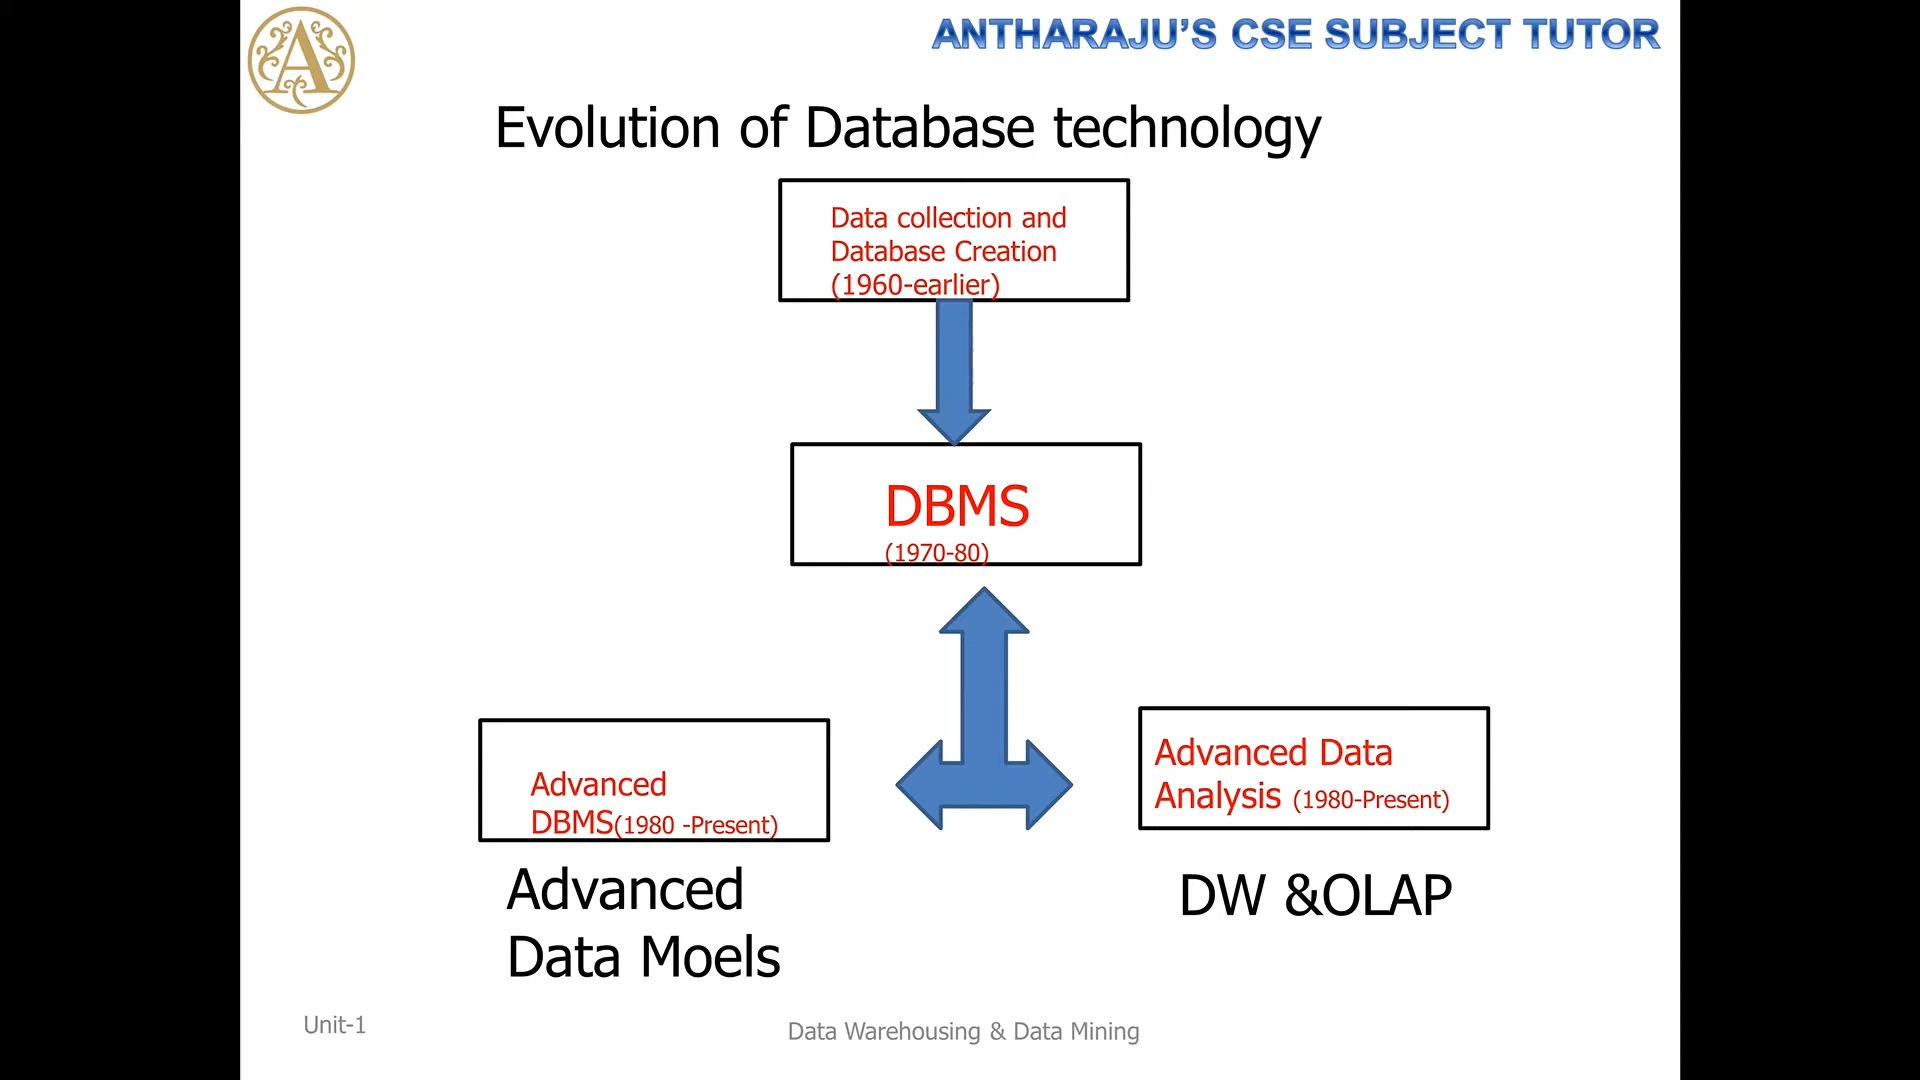 A
ANTHARAJU’S CSE SUBJECT TUTOR
Evolution of Database technology
Data collection and
Database Creation
(1960-earlier)
DBMS
(1970-80)
Advanced
DBMS(1980 -Present)
Advanced Data
Analysis (1980-Present)
Advanced
Data Moels
DW &OLAP
Unit-1
Data Warehousing & Data Mining